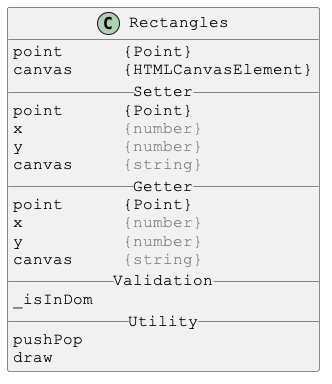 C Rectangles
point {Point}
canvas {HTMLCanvasElement}
Setter
point {Point}
x {number}
y {number}
canvas {string}
Getter
point {Point}
x {number}
y {number}
canvas {string}
Validation
_isInDom
Utility
pushPop
draw